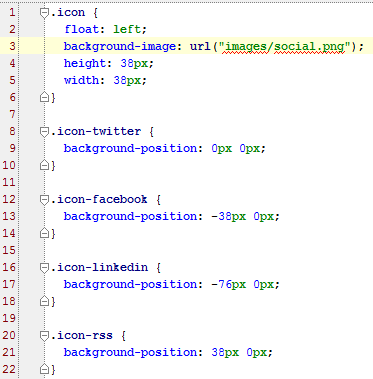 1 .icon {
2 float: left;
3 background-image: url("images/social.png");
4 height: 38px;
5 width: 38px;
6 }
7
8 .icon-twitter {
9 background-position: 0px 0px;
10 }
11
12 .icon-facebook {
13 background-position: -38px 0px;
14 }
15
16 .icon-linkedin {
17 background-position: -76px 0px;
18 }
19
20 .icon-rss {
21 background-position: 38px 0px;
22 }